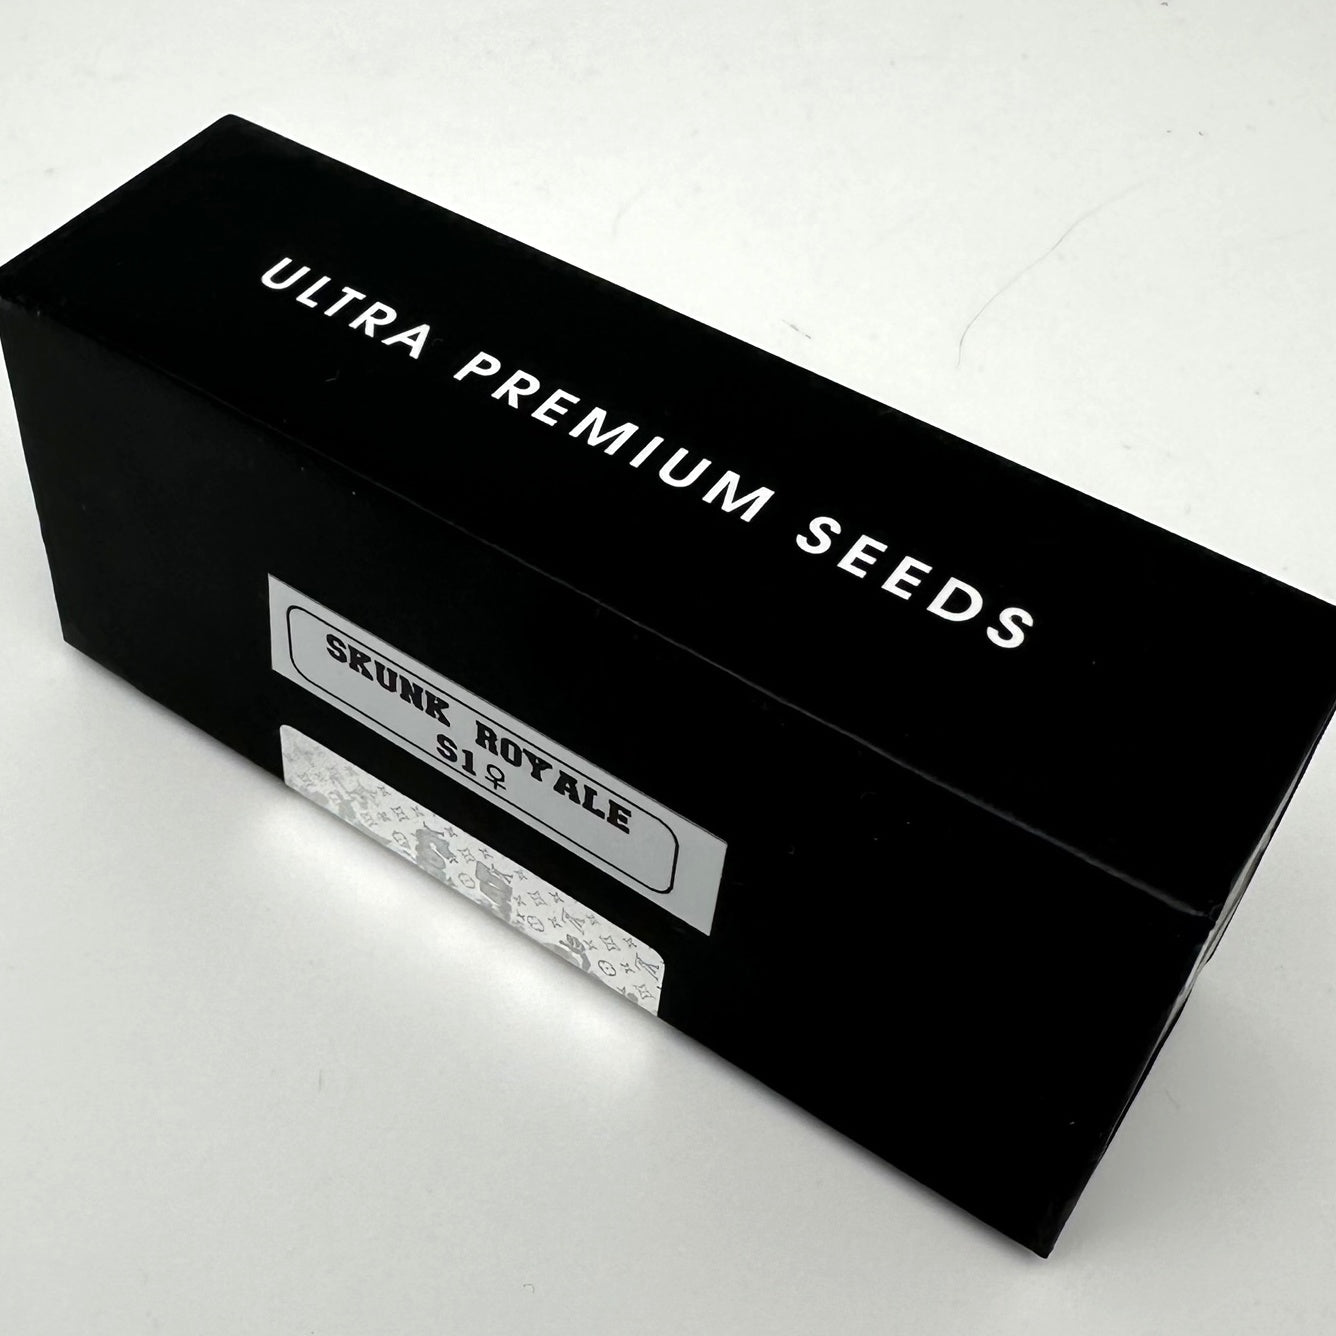 ULTRA PREMIUM SEEDS
SKUNK ROYALE
S1♀